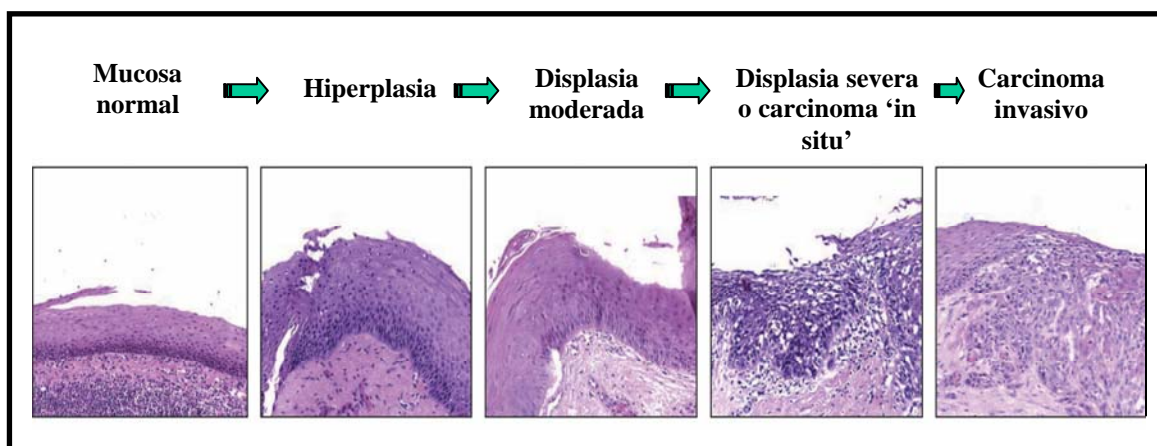 Mucosa
normal
Hiperplasia
Displasia
moderada
Displasia severa
o carcinoma ‘in
situ’
Carcinoma
invasivo